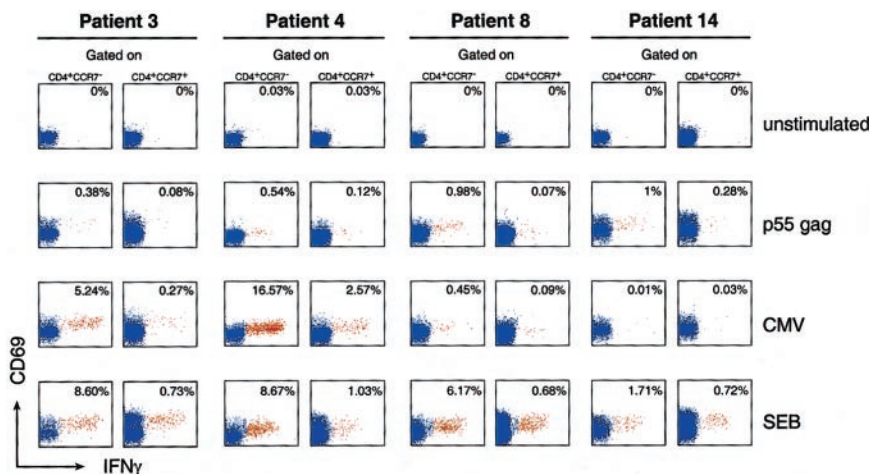 Patient 3 Patient 4 Patient 8 Patient 14
Gated on Gated on Gated on Gated on
CD4⁺CCR7⁻ CD4⁺CCR7⁺ CD4⁺CCR7⁻ CD4⁺CCR7⁺ CD4⁺CCR7⁻ CD4⁺CCR7⁺ CD4⁺CCR7⁻ CD4⁺CCR7⁺
0% 0% 0.03% 0.03% 0% 0% 0% 0% unstimulated
0.38% 0.08% 0.54% 0.12% 0.98% 0.07% 1% 0.28% p55 gag
5.24% 0.27% 16.57% 2.57% 0.45% 0.09% 0.01% 0.03% CMV
8.60% 0.73% 8.67% 1.03% 6.17% 0.68% 1.71% 0.72% SEB
CD69
IFNγ